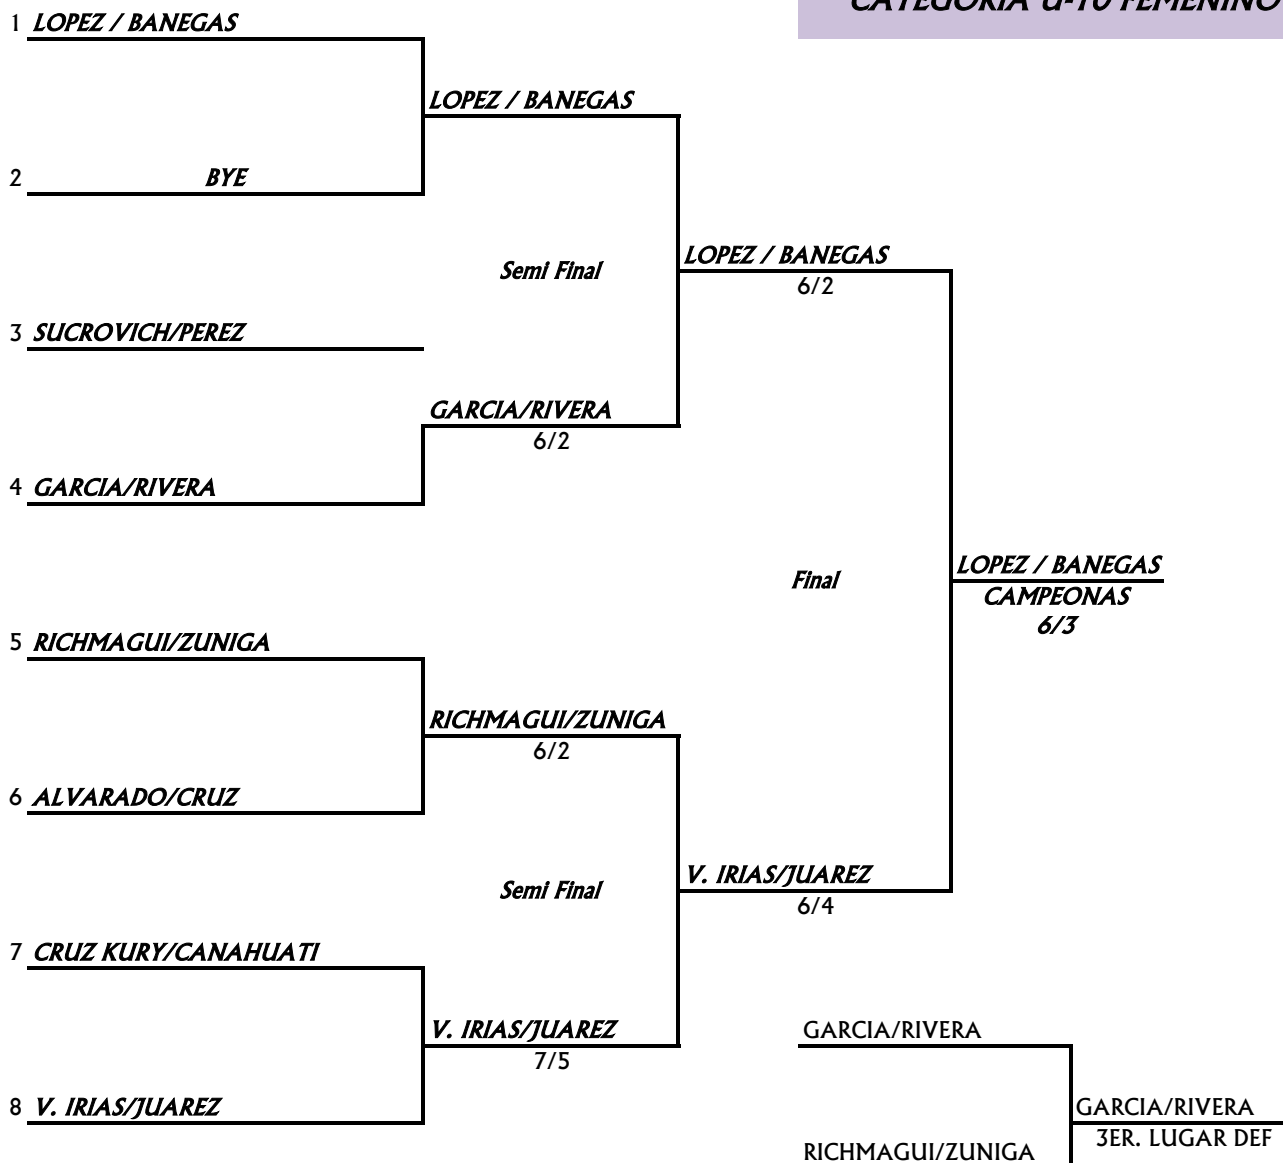 CATEGORIA U-10 FEMENINO
1 LOPEZ / BANEGAS
LOPEZ / BANEGAS
2 BYE
LOPEZ / BANEGAS
Semi Final
6/2
3 SUCROVICH/PEREZ
GARCIA/RIVERA
6/2
4 GARCIA/RIVERA
LOPEZ / BANEGAS
Final
CAMPEONAS
6/3
5 RICHMAGUI/ZUNIGA
RICHMAGUI/ZUNIGA
6/2
6 ALVARADO/CRUZ
V. IRIAS/JUAREZ
Semi Final
6/4
7 CRUZ KURY/CANAHUATI
V. IRIAS/JUAREZ
GARCIA/RIVERA
7/5
8 V. IRIAS/JUAREZ
GARCIA/RIVERA
3ER. LUGAR DEF
RICHMAGUI/ZUNIGA